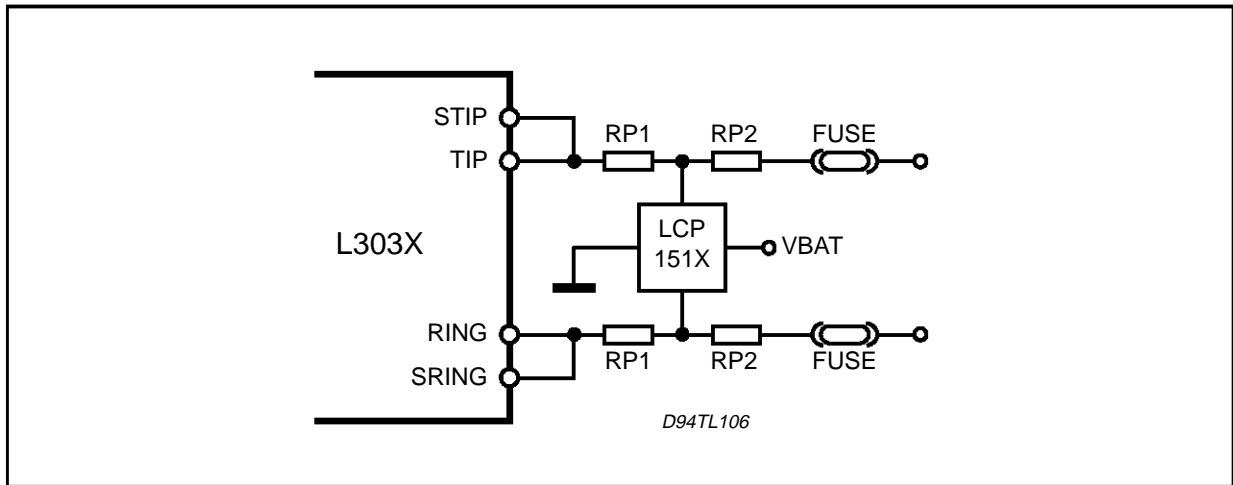 STIP
RP1 RP2 FUSE
TIP
LCP
151X
VBAT
L303X
RING
RP1 RP2 FUSE
SRING
D94TL106